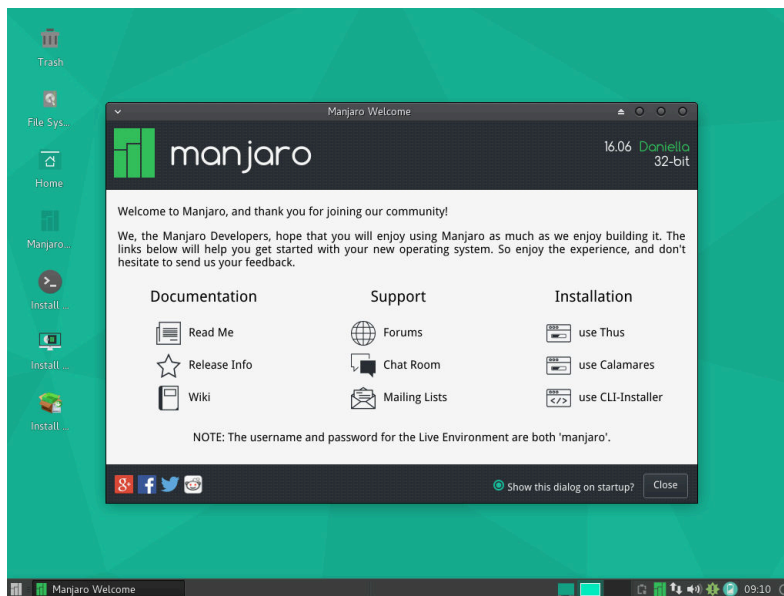 Trash
File Sys...
Home
Manjaro...
Install ...
Install ...
Install ...
Manjaro Welcome
manjaro
16.06 Daniella
32-bit
Welcome to Manjaro, and thank you for joining our community!
We, the Manjaro Developers, hope that you will enjoy using Manjaro as much as we enjoy building it. The
links below will help you get started with your new operating system. So enjoy the experience, and don't
hesitate to send us your feedback.
Documentation
Read Me
Release Info
Wiki
Support
Forums
Chat Room
Mailing Lists
Installation
use Thus
use Calamares
use CLI-Installer
NOTE: The username and password for the Live Environment are both 'manjaro'.
Show this dialog on startup?
Close
Manjaro Welcome
09:10